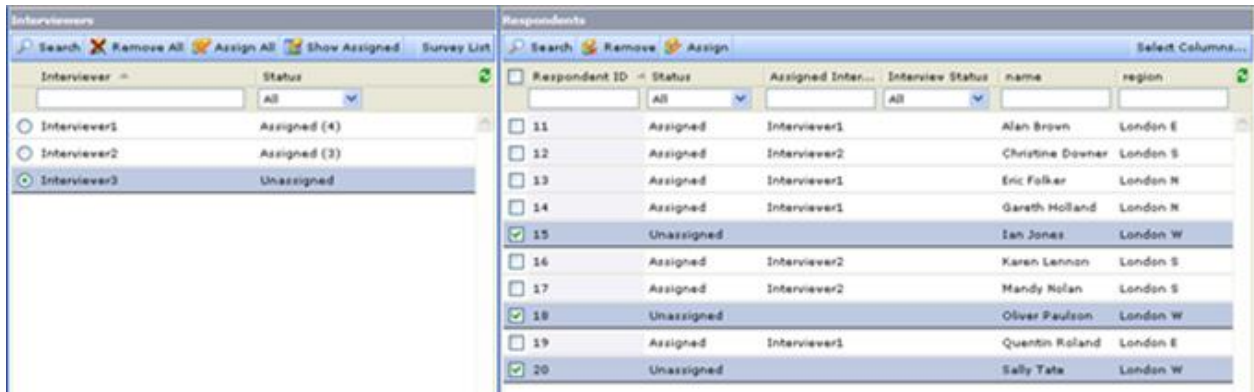 Interviewers
Search Remove All Assign All Show Assigned Survey List
Interviewer Status
All
Interviewer1 Assigned (4)
Interviewer2 Assigned (3)
Interviewer3 Unassigned
Respondents
Search Remove Assign Select Columns...
Respondent ID Status Assigned Inter... Interview Status name region
All All
11 Assigned Interviewer1 Alan Brown London E
12 Assigned Interviewer2 Christine Downer London S
13 Assigned Interviewer1 Eric Folker London N
14 Assigned Interviewer1 Gareth Holland London N
15 Unassigned Ian Jones London W
16 Assigned Interviewer2 Karen Lennon London S
17 Assigned Interviewer2 Mandy Nolan London S
18 Unassigned Oliver Paulson London W
19 Assigned Interviewer1 Quentin Roland London E
20 Unassigned Sally Tate London W